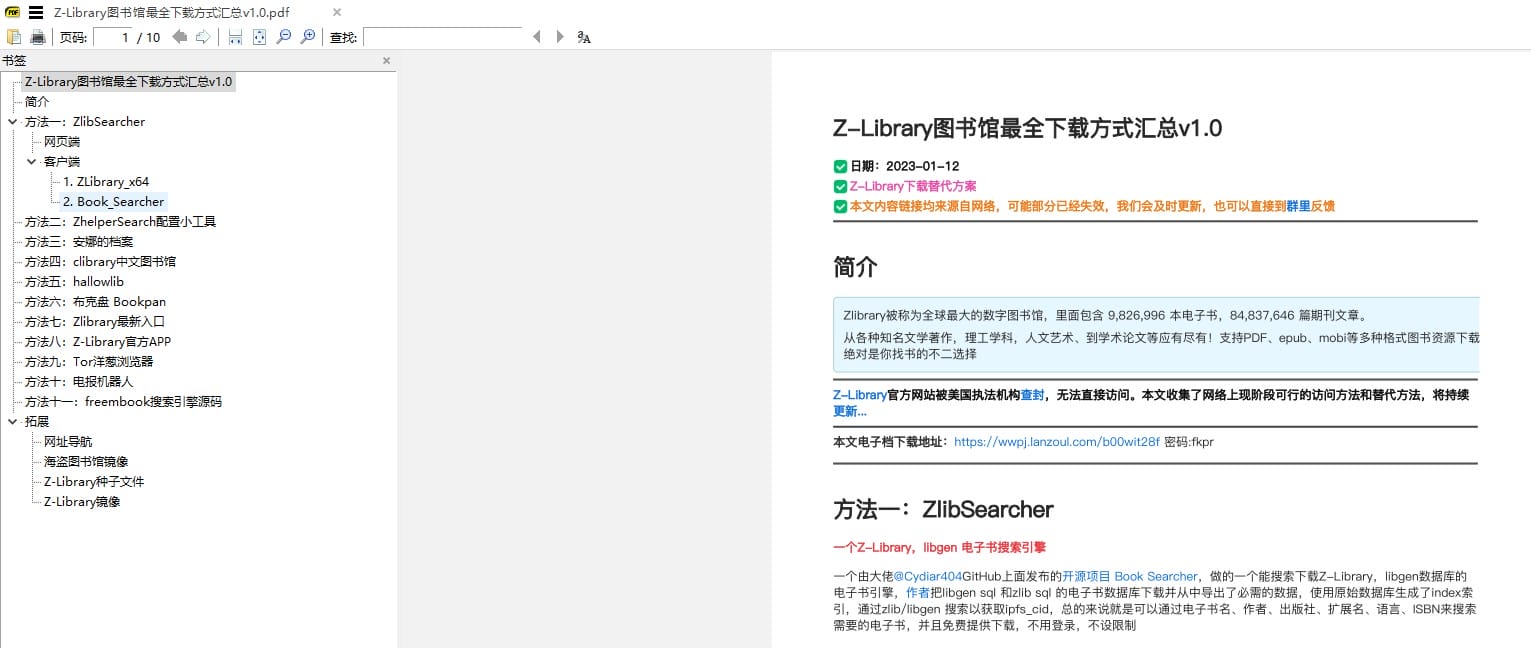 Z-Library图书馆最全下载方式汇总v1.0.pdf
页码: 1 / 10 查找:
书签
Z-Library图书馆最全下载方式汇总v1.0
简介
方法一：ZlibSearcher
网页端
客户端
1. ZLibrary_x64
2. Book_Searcher
方法二：ZhelperSearch配置小工具
方法三：安娜的档案
方法四：clibrary中文图书馆
方法五：hallowlib
方法六：布克盘 Bookpan
方法七：Zlibrary最新入口
方法八：Z-Library官方APP
方法九：Tor洋葱浏览器
方法十：电报机器人
方法十一：freembook搜索引擎源码
拓展
网址导航
海盗图书馆镜像
Z-Library种子文件
Z-Library镜像
Z-Library图书馆最全下载方式汇总v1.0
日期：2023-01-12
Z-Library下载替代方案
本文内容链接均来源自网络，可能部分已经失效，我们会及时更新，也可以直接到群里反馈
简介
Zlibrary被称为全球最大的数字图书馆，里面包含 9,826,996 本电子书，84,837,646 篇期刊文章。
从各种知名文学著作，理工学科，人文艺术、到学术论文等应有尽有！支持PDF、epub、mobi等多种格式图书资源下载
绝对是你找书的不二选择
Z-Library官方网站被美国执法机构查封，无法直接访问。本文收集了网络上现阶段可行的访问方法和替代方法，将持续
更新...
本文电子档下载地址：https://wwpj.lanzoul.com/b00wit28f 密码:fkpr
方法一：ZlibSearcher
一个Z-Library，libgen 电子书搜索引擎
一个由大佬@Cydiar404GitHub上面发布的开源项目 Book Searcher，做的一个能搜索下载Z-Library，libgen数据库的
电子书引擎，作者把libgen sql 和zlib sql 的电子书数据库下载并从中导出了必需的数据，使用原始数据库生成了index索
引，通过zlib/libgen 搜索以获取ipfs_cid，总的来说就是可以通过电子书名、作者、出版社、扩展名、语言、ISBN来搜索
需要的电子书，并且免费提供下载，不用登录，不设限制